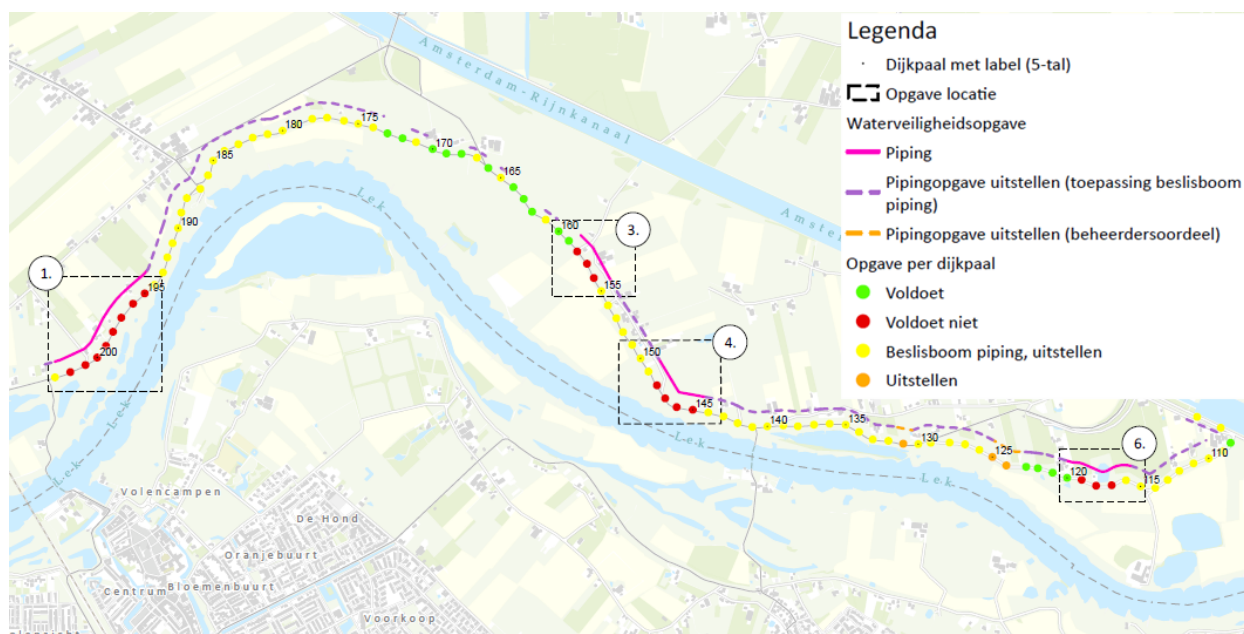 Legenda
Dijkpaal met label (5-tal)
Opgave locatie
Waterveiligheidsopgave
Piping
Pipingopgave uitstellen (toepassing beslisboom
piping)
Pipingopgave uitstellen (beheerdersoordeel)
Opgave per dijkpaal
Voldoet
Voldoet niet
Beslisboom piping, uitstellen
Uitstellen
Amsterdam-Rijnkanaal
Ams
180
175
170
185
165
Lek
190
160
3.
1.
195
155
200
150
4.
145
140
135
130
125
120
6.
115
110
Lek
Lek
Lek
Lek
Volencampen
De Hond
Oranjebuurt
Bloemenbuurt
Centrum
Voorkoop